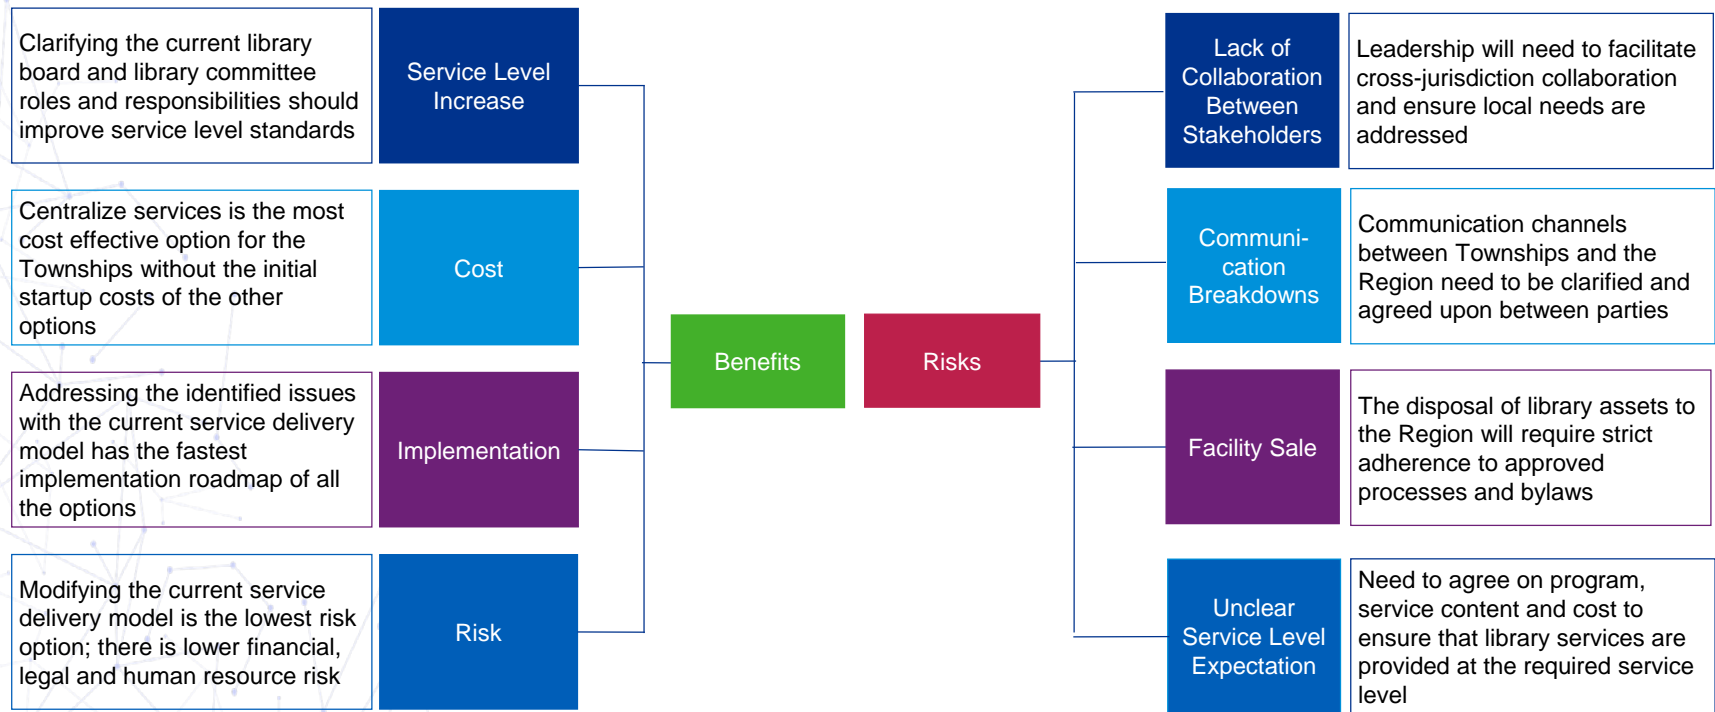 Clarifying the current library
board and library committee
roles and responsibilities should
improve service level standards
Service Level
Increase
Centralize services is the most
cost effective option for the
Townships without the initial
startup costs of the other
options
Cost
Addressing the identified issues
with the current service delivery
model has the fastest
implementation roadmap of all
the options
Implementation
Modifying the current service
delivery model is the lowest risk
option; there is lower financial,
legal and human resource risk
Risk
Benefits
Risks
Lack of
Collaboration
Between
Stakeholders
Leadership will need to facilitate
cross-jurisdiction collaboration
and ensure local needs are
addressed
Communi-
cation
Breakdowns
Communication channels
between Townships and the
Region need to be clarified and
agreed upon between parties
Facility Sale
The disposal of library assets to
the Region will require strict
adherence to approved
processes and bylaws
Unclear
Service Level
Expectation
Need to agree on program,
service content and cost to
ensure that library services are
provided at the required service
level